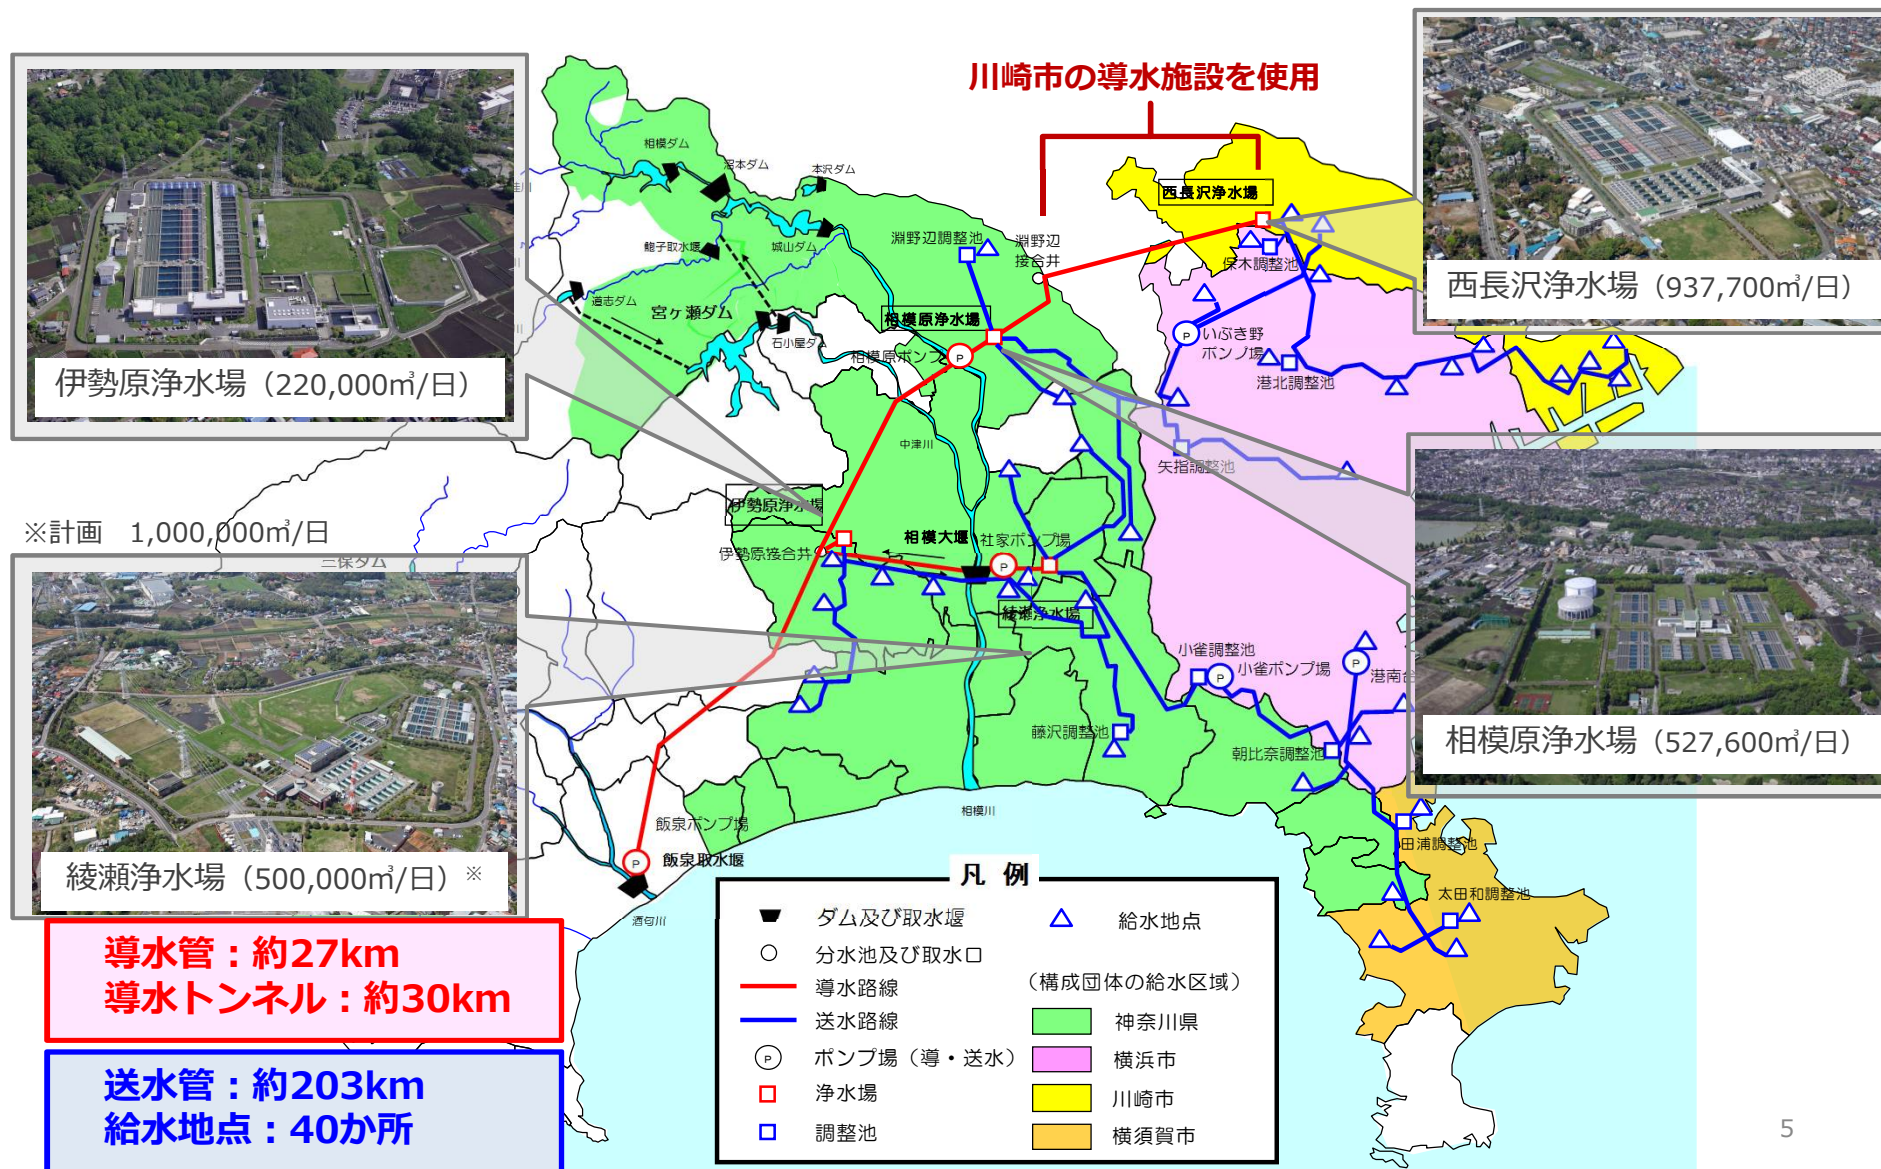 川崎市の導水施設を使用
伊勢原浄水場（220,000㎥/日）
西長沢浄水場（937,700㎥/日）
※計画　1,000,000㎥/日
綾瀬浄水場（500,000㎥/日）※
相模原浄水場（527,600㎥/日）
相模ダム
沼本ダム
本沢ダム
城山ダム
道志ダム
宮ヶ瀬ダム
石小屋ダム
淵野辺調整池
淵野辺
接合井
相模原浄水場
相模原ポンプ
西長沢浄水場
保木調整池
いぶき野
ポンプ場
港北調整池
矢指調整池
中津川
伊勢原浄水場
伊勢原接合井
相模大堰
社家ポンプ場
綾瀬浄水場
三保ダム
小雀調整池
小雀ポンプ場
港南台
藤沢調整池
朝比奈調整池
田浦調整池
太田和調整池
相模川
飯泉ポンプ場
飯泉取水堰
酒匂川
導水管：約27km
導水トンネル：約30km
送水管：約203km
給水地点：40か所
凡 例
ダム及び取水堰
分水池及び取水口
導水路線
送水路線
P ポンプ場（導・送水）
浄水場
調整池
給水地点
（構成団体の給水区域）
神奈川県
横浜市
川崎市
横須賀市
5